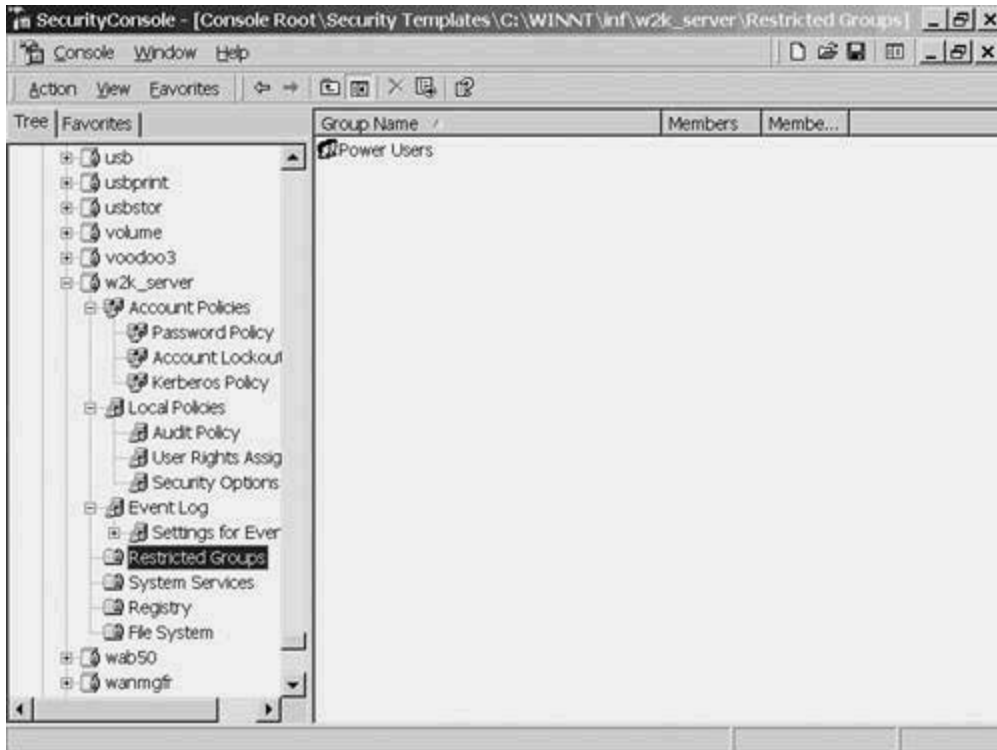 SecurityConsole - [Console Root\Security Templates\C:\WINNT\inf\w2k_server\Restricted Groups]
Console Window Help
Action View Favorites
Tree Favorites
Group Name Members Membe...
usb
Power Users
usbprint
usbstor
volume
voodoo3
w2k_server
Account Policies
Password Policy
Account Lockout
Kerberos Policy
Local Policies
Audit Policy
User Rights Assig
Security Options
Event Log
Settings for Ever
Restricted Groups
System Services
Registry
File System
wab50
wanmgfr